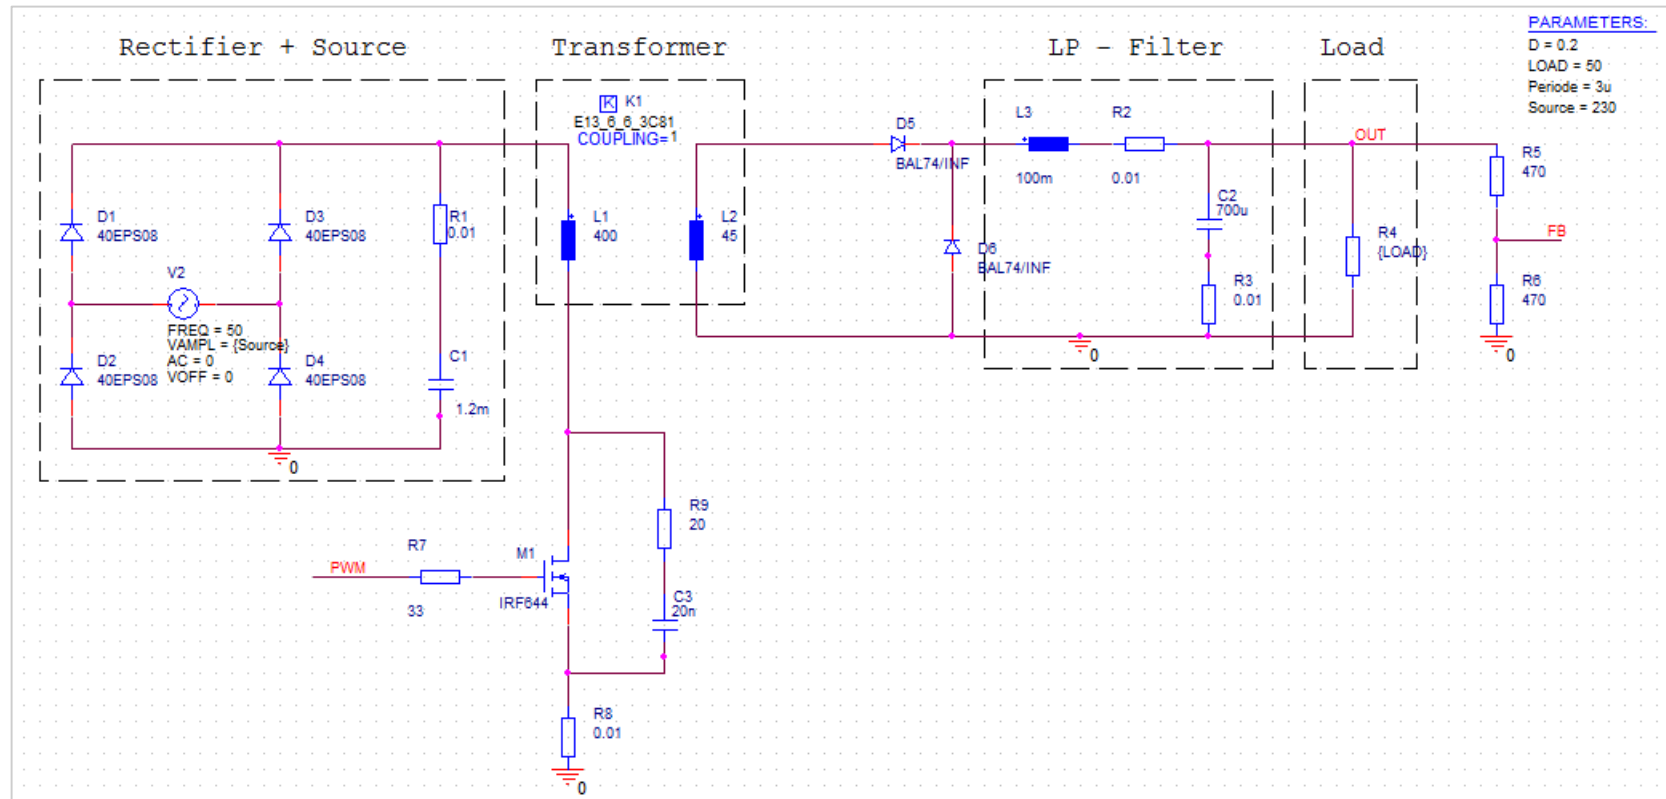 Rectifier + Source
Transformer
LP - Filter
Load
PARAMETERS:
D = 0.2
LOAD = 50
Periode = 3u
Source = 230
K K1
E13_6_6_3C81
COUPLING= 1
D1
40EPS08
D3
40EPS08
R1
0.01
L1
400
L2
45
D5
BAL74/INF
L3
100m
R2
0.01
OUT
R5
470
C2
700u
D6
BAL74/INF
R4
{LOAD}
FB
V2
FREQ = 50
VAMPL = {Source}
AC = 0
VOFF = 0
R3
0.01
R6
470
0
0
D2
40EPS08
D4
40EPS08
C1
1.2m
0
R9
20
R7
33
PWM
M1
IRF644
C3
20n
R8
0.01
0